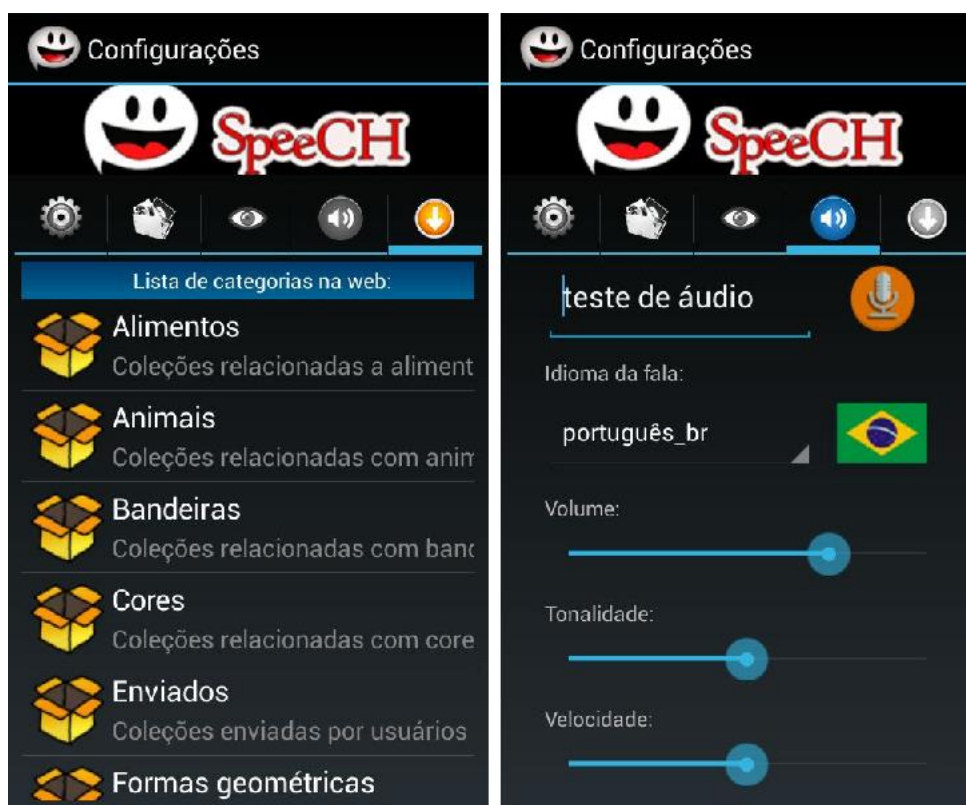 Configurações
SpeeCH
Lista de categorias na web:
Alimentos
Coleções relacionadas a aliment
Animais
Coleções relacionadas com anim
Bandeiras
Coleções relacionadas com band
Cores
Coleções relacionadas com core
Enviados
Coleções enviadas por usuários
Formas geométricas
Configurações
SpeeCH
teste de áudio
Idioma da fala:
português_br
Volume:
Tonalidade:
Velocidade: